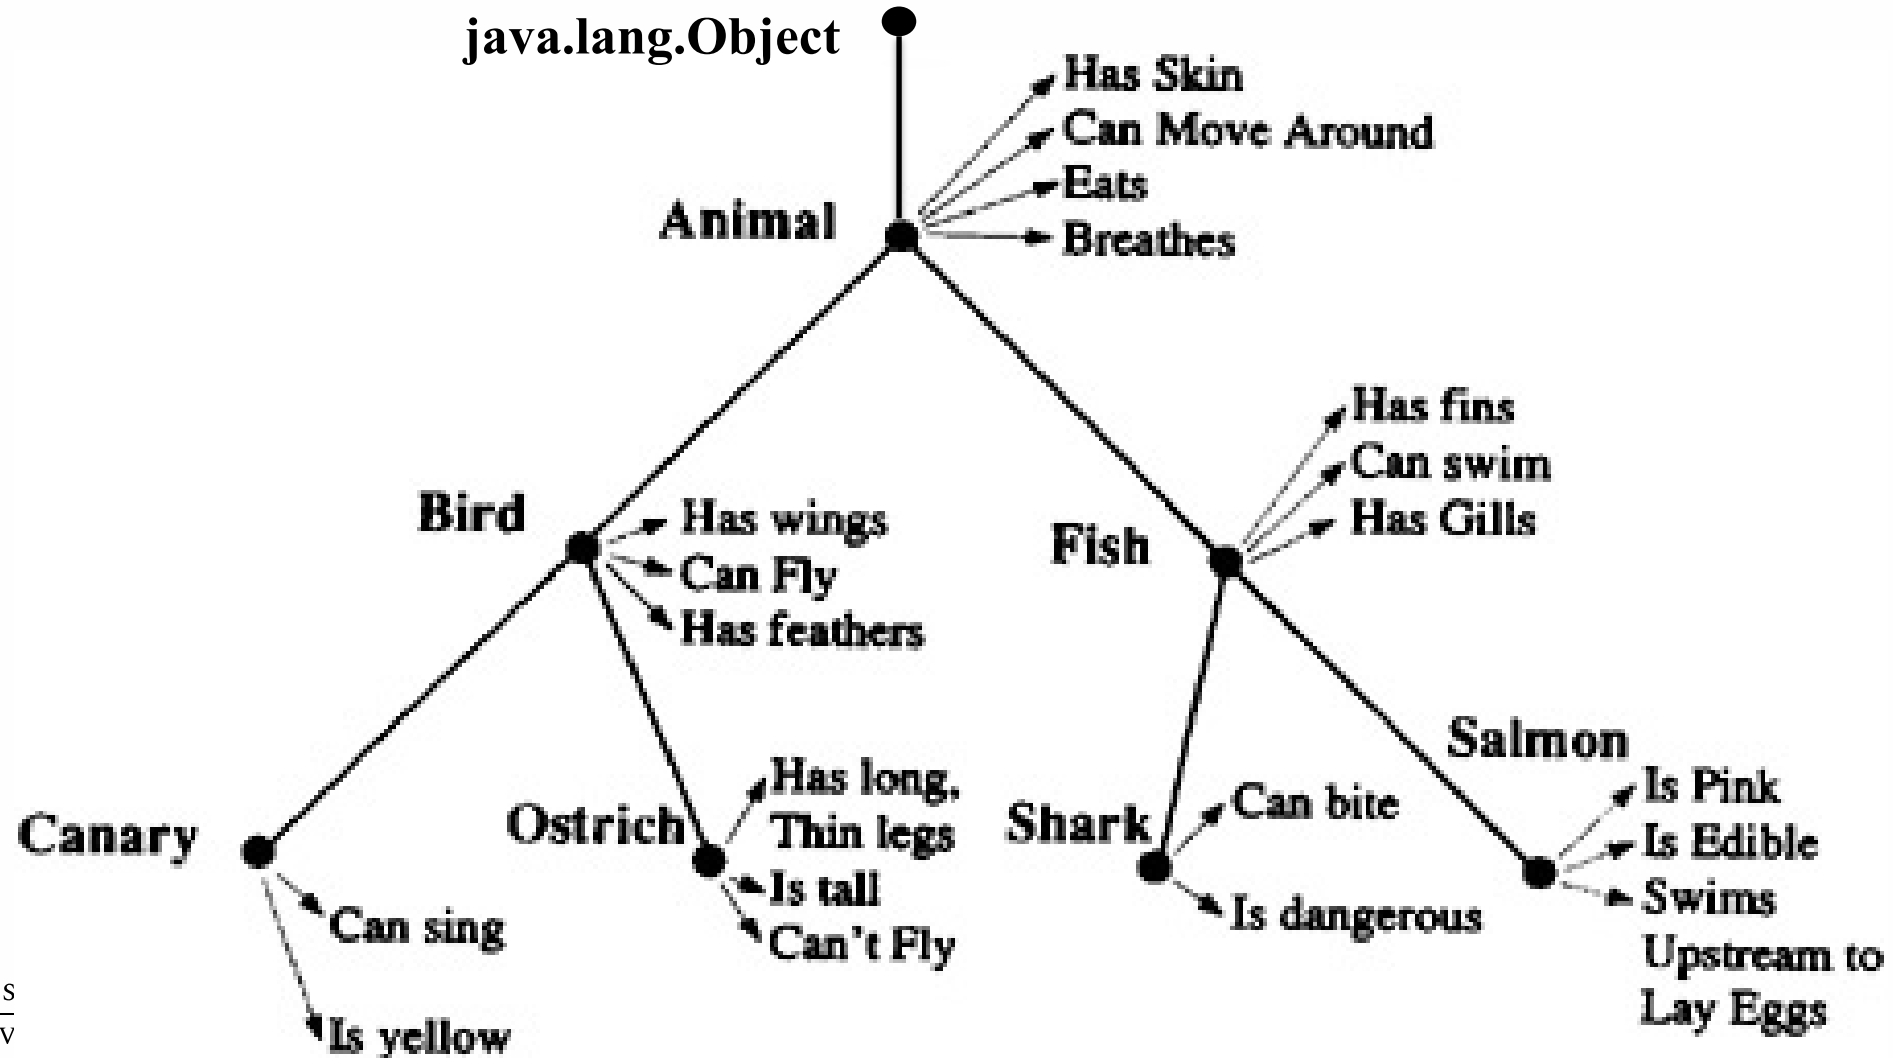 java.lang.Object
Has Skin
Can Move Around
Eats
Breathes
Animal
Bird
Has wings
Can Fly
Has feathers
Fish
Has fins
Can swim
Has Gills
Canary
Can sing
Is yellow
Ostrich
Has long,
Thin legs
Is tall
Can't Fly
Shark
Can bite
Is dangerous
Salmon
Is Pink
Is Edible
Swims
Upstream to
Lay Eggs